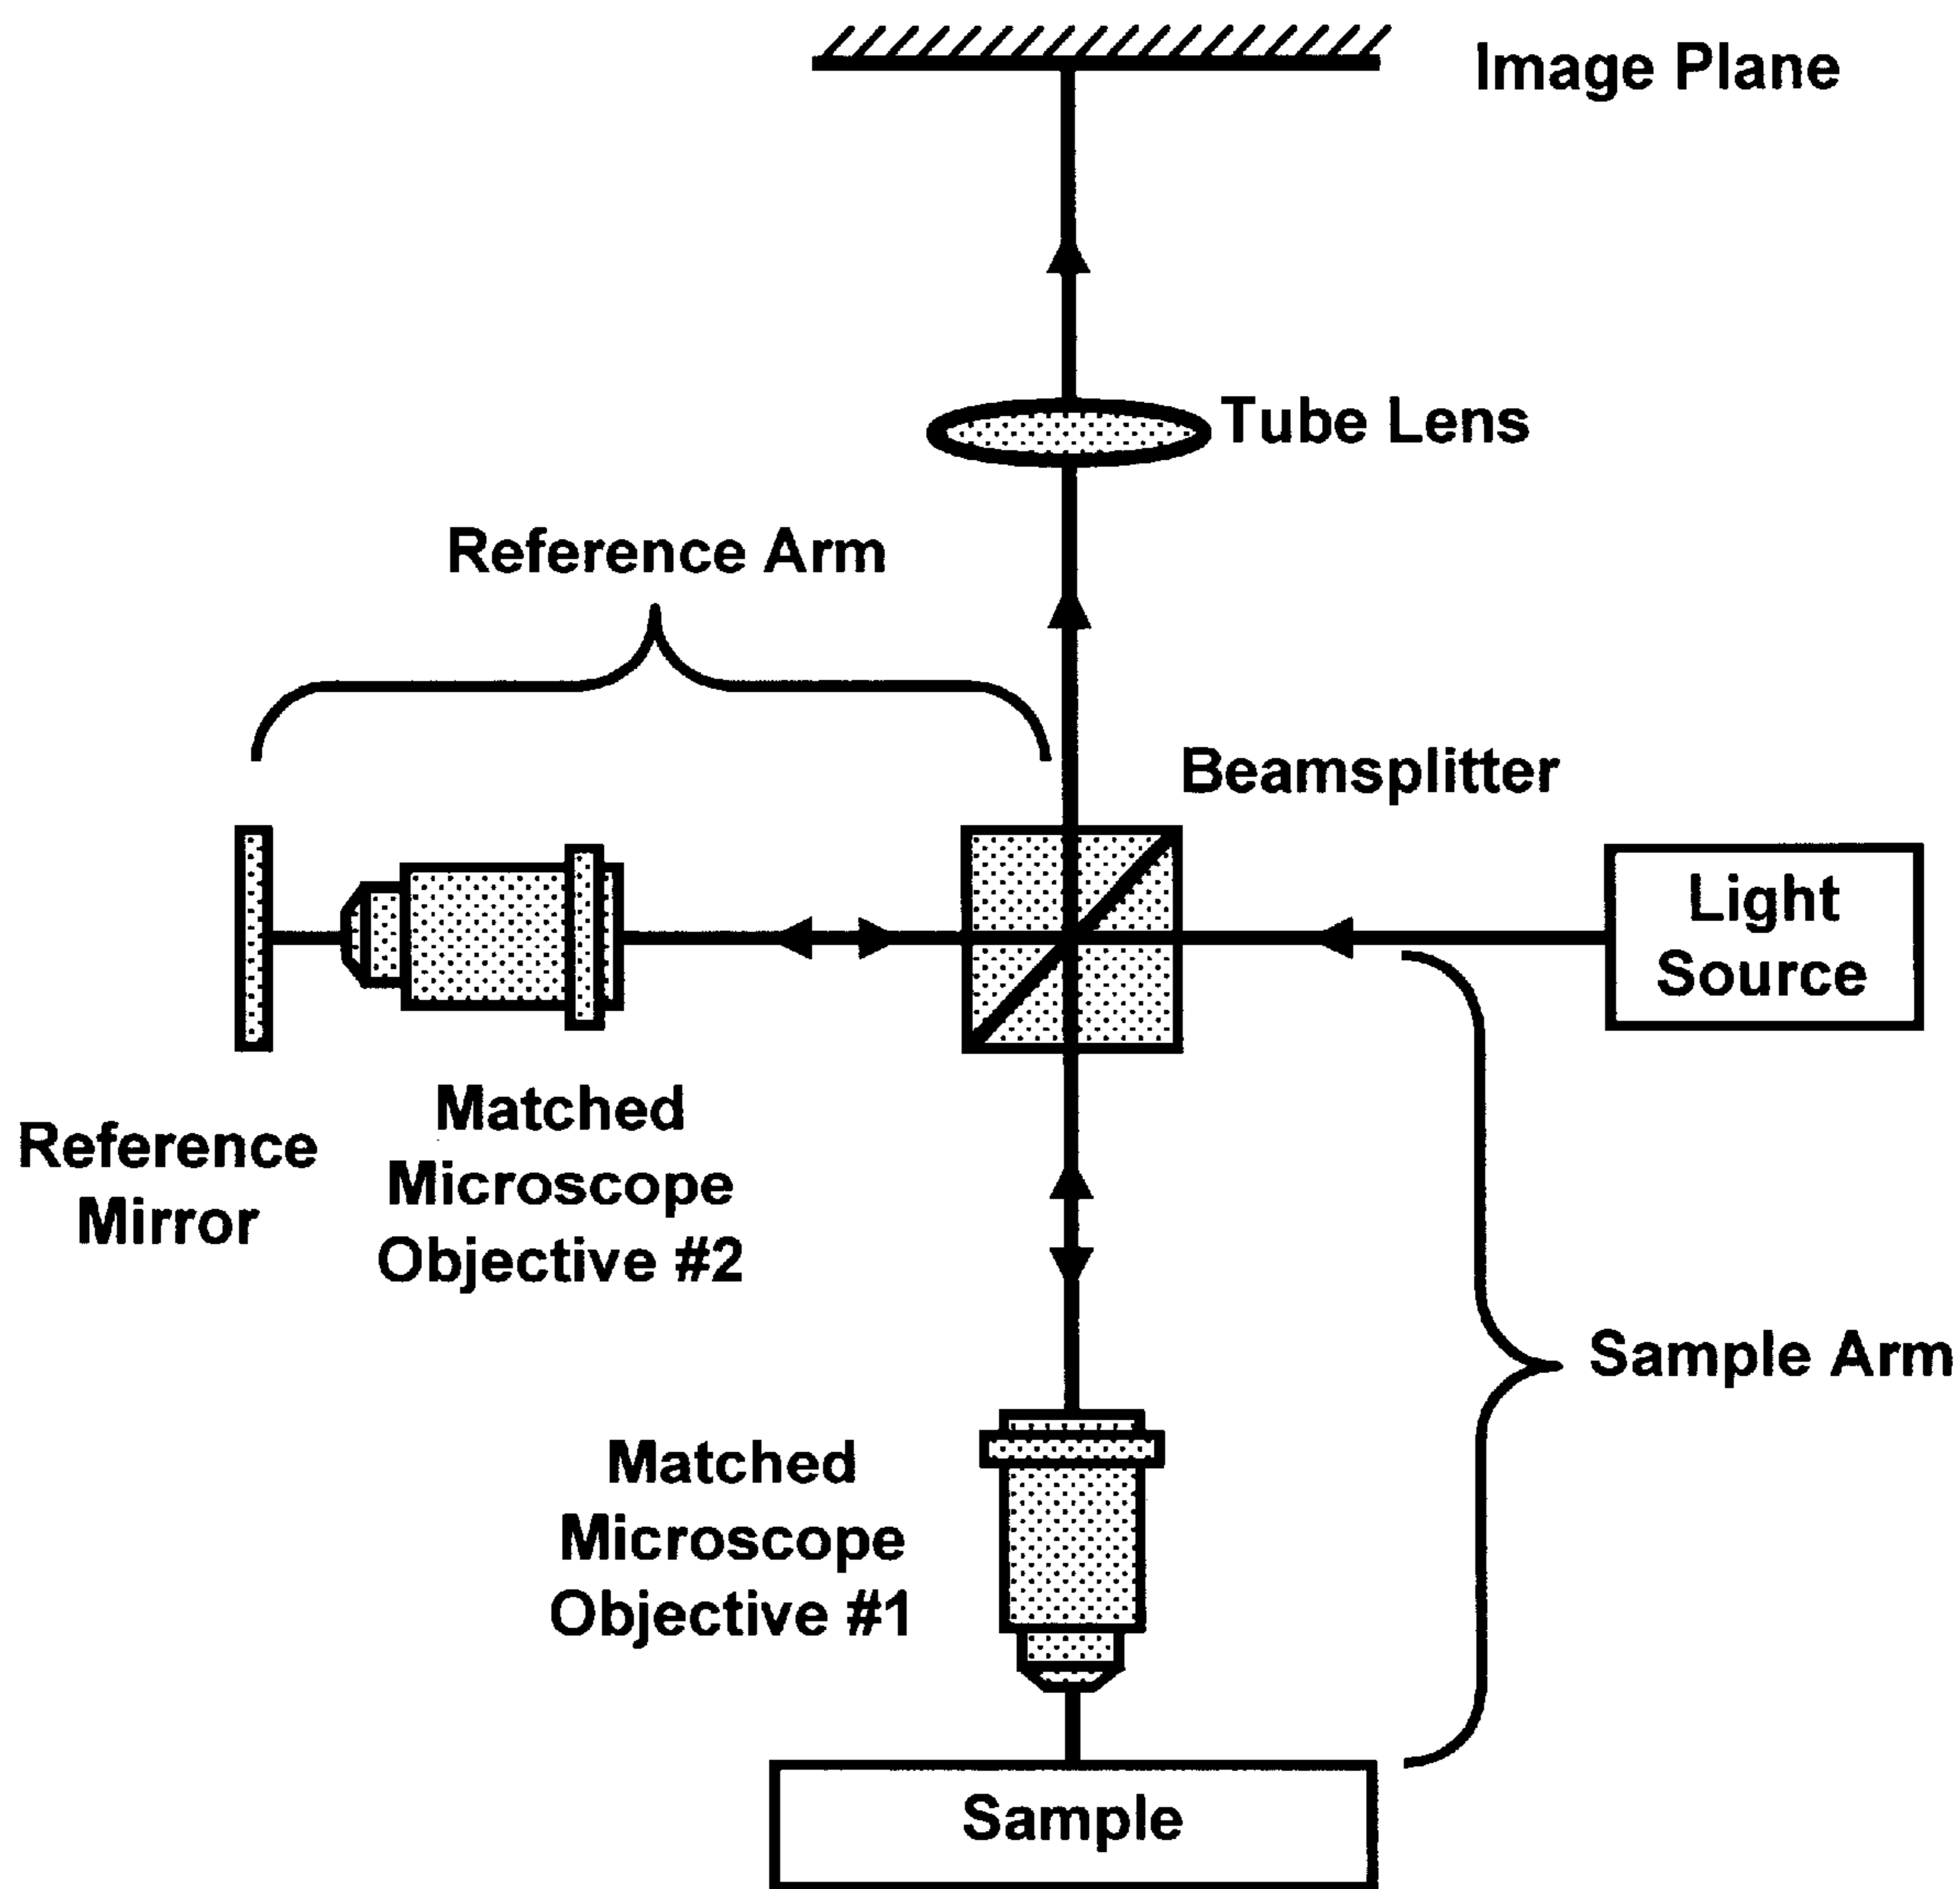 Image Plane
Tube Lens
Reference Arm
Beamsplitter
Light
Source
Reference
Mirror
Matched
Microscope
Objective #2
Sample Arm
Matched
Microscope
Objective #1
Sample